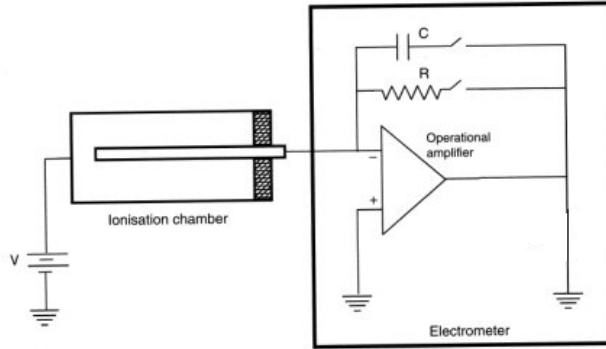 C
R
Operational
amplifier
−
+
Ionisation chamber
V
Electrometer